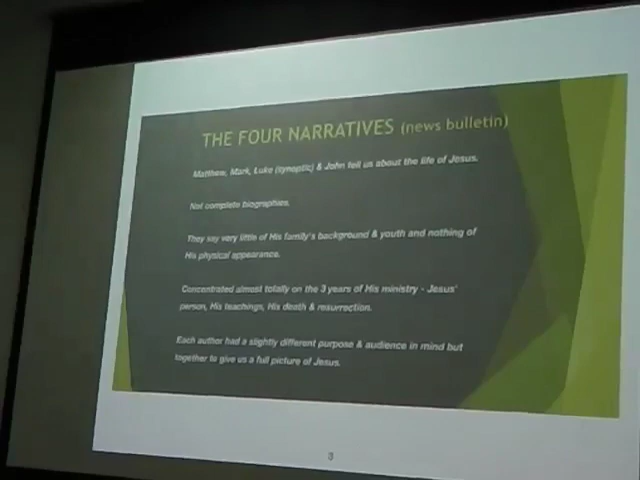 THE FOUR NARRATIVES (news bulletin)
Matthew, Mark, Luke (synoptic) & John tell us about the life of Jesus.
Not complete biographies.
They say very little of His family's background & youth and nothing of
His physical appearance.
Concentrated almost totally on the 3 years of His ministry - Jesus'
person, His teachings, His death & resurrection.
Each author had a slightly different purpose & audience in mind but
together to give us a full picture of Jesus.
3